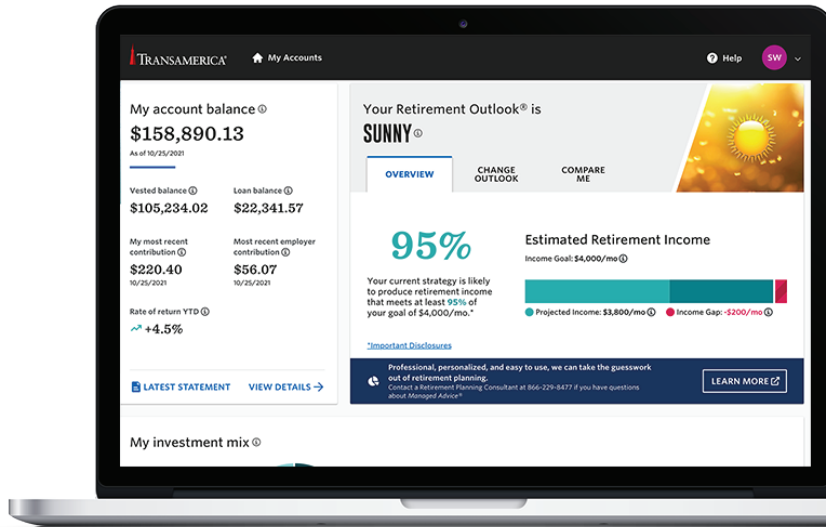 TRANSAMERICA®
My Accounts
Help
SW
My account balance
$158,890.13
As of 10/25/2021
Vested balance
Loan balance
$105,234.02
$22,341.57
My most recent
contribution
Most recent employer
contribution
$220.40
$56.07
10/25/2021
10/25/2021
Rate of return YTD
+4.5%
LATEST STATEMENT
VIEW DETAILS
Your Retirement Outlook® is
SUNNY
OVERVIEW
CHANGE
OUTLOOK
COMPARE
ME
95%
Your current strategy is likely
to produce retirement income
that meets at least 95% of
your goal of $4,000/mo.*
*Important Disclosures
Estimated Retirement Income
Income Goal: $4,000/mo
Projected Income: $3,800/mo
Income Gap: -$200/mo
Professional, personalized, and easy to use, we can take the guesswork
out of retirement planning.
Contact a Retirement Planning Consultant at 866-229-8477 if you have questions
about Managed Advice®
LEARN MORE
My investment mix